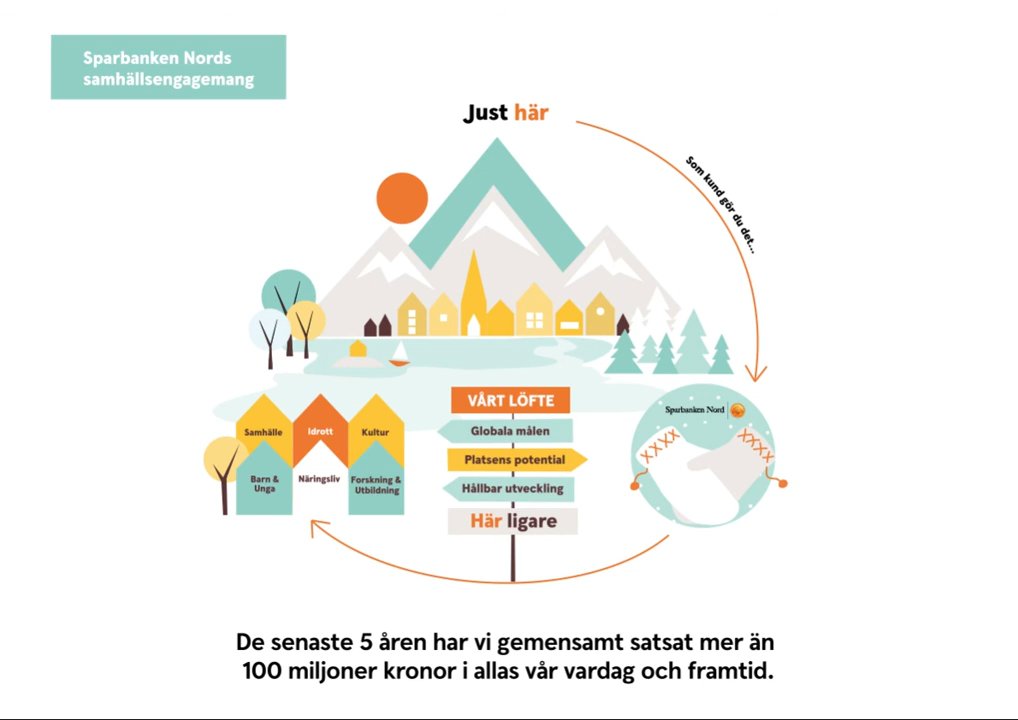 Sparbanken Nords
samhällsengagemang
Just här
Som kund gör du det...
VÅRT LÖFTE
Globala målen
Platsens potential
Hållbar utveckling
Här ligare
Sparbanken Nord
Samhälle
Idrott
Kultur
Barn &
Unga
Näringsliv
Forskning &
Utbildning
De senaste 5 åren har vi gemensamt satsat mer än
100 miljoner kronor i allas vår vardag och framtid.